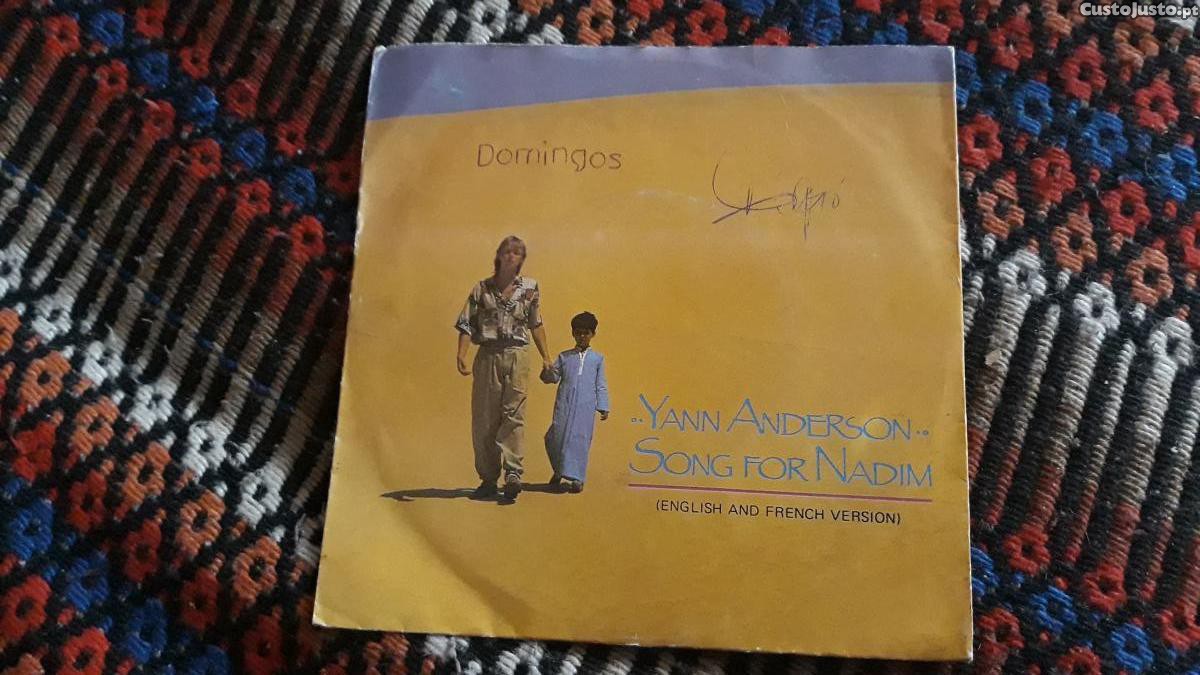 CustoJusto.pt
Domingos
··YANN ANDERSON··
SONG FOR NADIM
(ENGLISH AND FRENCH VERSION)